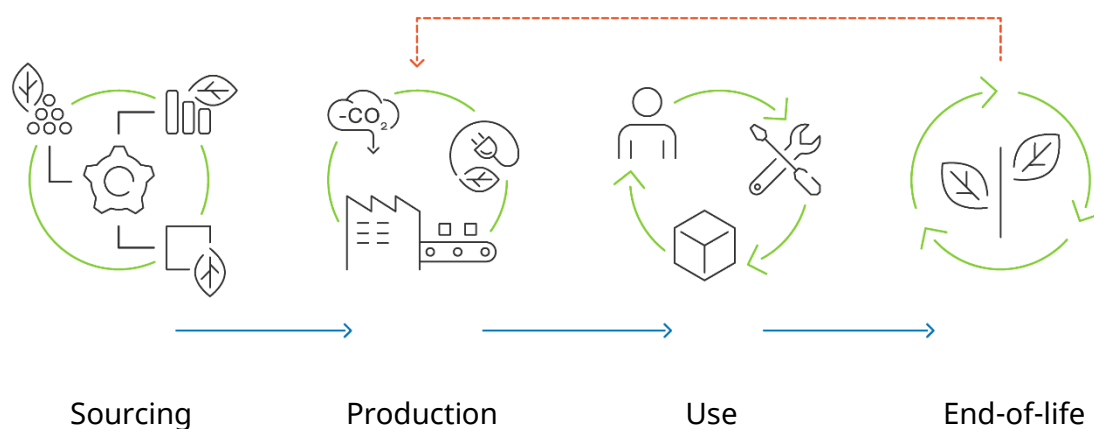 -CO₂
Sourcing
Production
Use
End-of-life